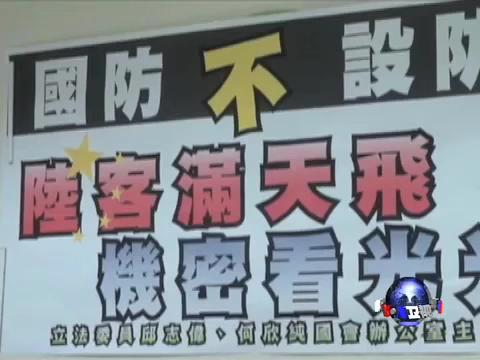 國防不設防
陸客滿天飛
機密看光光
立法委員邱志偉、何欣純國會辦公室主